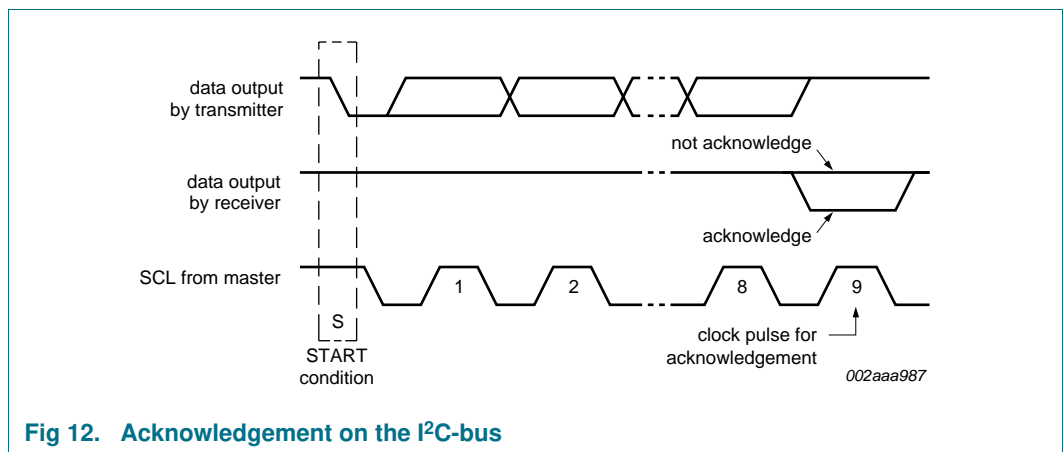 data output
by transmitter
not acknowledge
data output
by receiver
acknowledge
SCL from master
1
2
8
9
S
START
condition
clock pulse for
acknowledgement
002aaa987
Fig 12. Acknowledgement on the I²C-bus